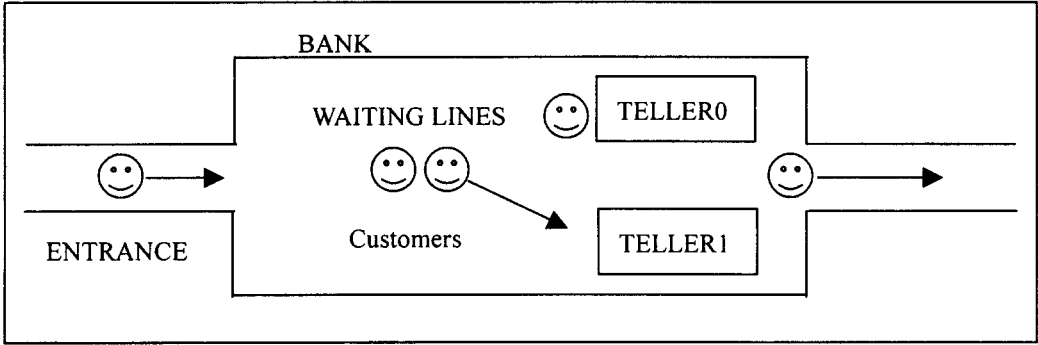 BANK
WAITING LINES
TELLER0
Customers
ENTRANCE
TELLER1